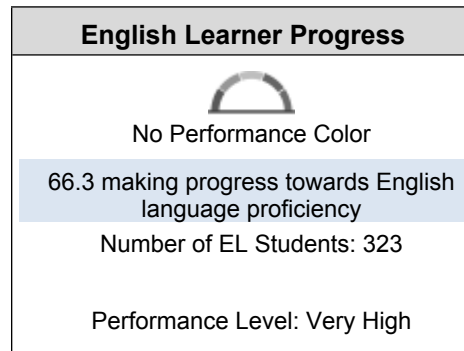 English Learner Progress
No Performance Color
66.3 making progress towards English
language proficiency
Number of EL Students: 323
Performance Level: Very High